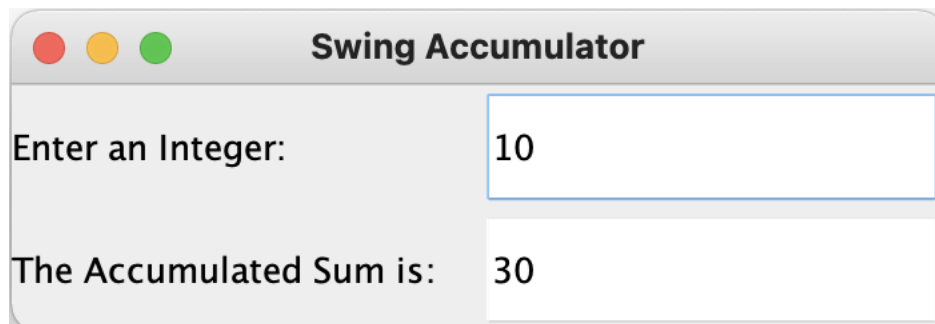 Swing Accumulator
Enter an Integer: 10
The Accumulated Sum is: 30